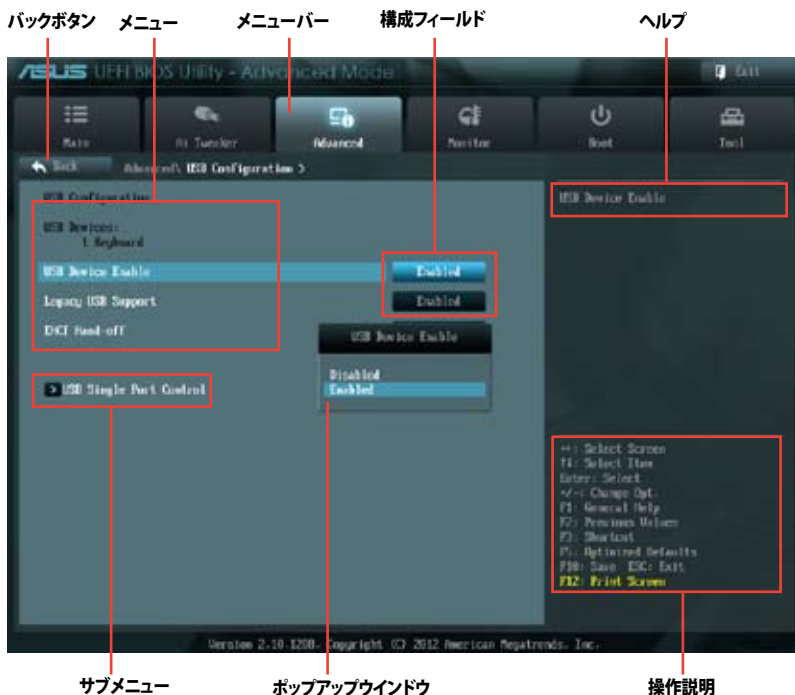 バックボタン メニュー メニューバー 構成フィールド ヘルプ
ASUS UEFI BIOS Utility - Advanced Mode Exit
Main Ai Tweaker Advanced Monitor Boot Tool
Back Advanced\ USB Configuration >
USB Configuration
USB Device Enable
USB Devices:
1 Keyboard
USB Device Enable Enabled
Legacy USB Support Enabled
EHCI Hand-off
USB Device Enable
Disabled
Enabled
USB Single Port Control
↔: Select Screen
↑↓: Select Item
Enter: Select
+/-: Change Opt.
F1: General Help
F2: Previous Values
F3: Shortcut
F5: Optimized Defaults
F10: Save ESC: Exit
F12: Print Screen
Version 2.10.1208. Copyright (C) 2012 American Megatrends, Inc.
サブメニュー ポップアップウインドウ 操作説明